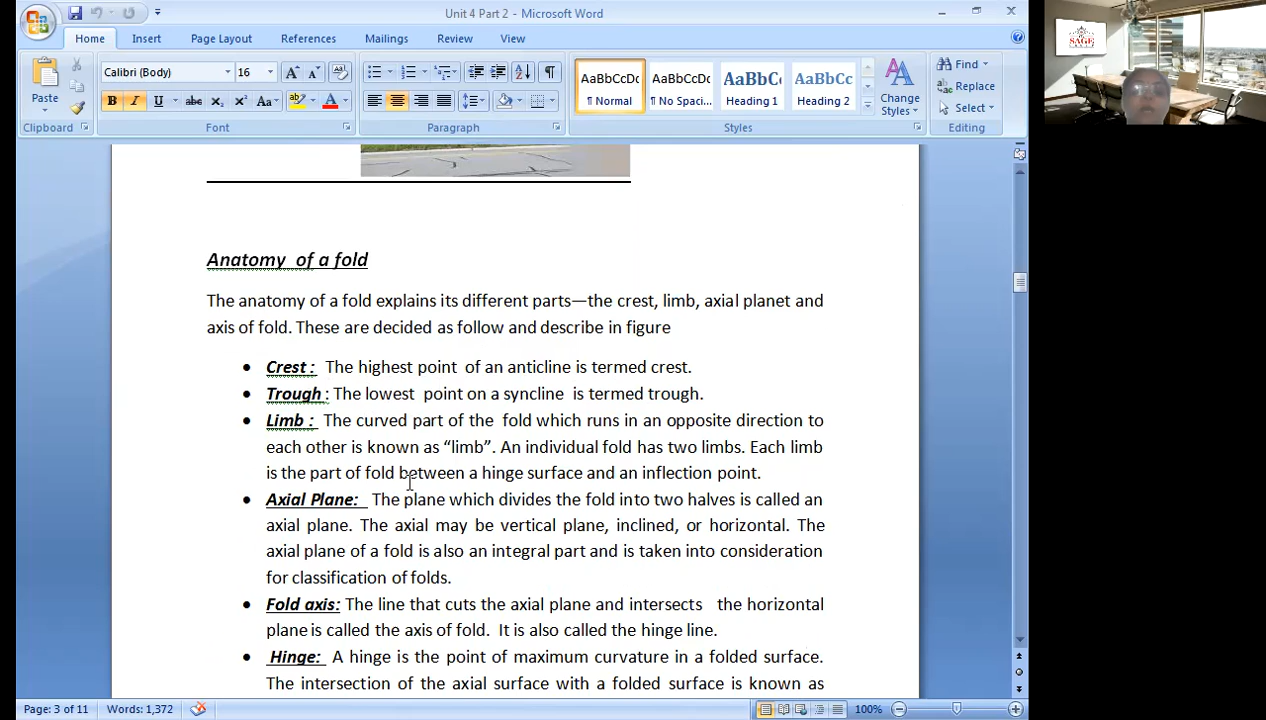 Unit 4 Part 2 - Microsoft Word
Home Insert Page Layout References Mailings Review View
Calibri (Body) 16
AaBbCcDc AaBbCcDc AaBbC AaBbCc
Paste
¶ Normal ¶ No Spaci... Heading 1 Heading 2
Change
Styles
Find
Replace
Select
Clipboard Font Paragraph Styles Editing
SAGE
Anatomy of a fold
The anatomy of a fold explains its different parts—the crest, limb, axial planet and
axis of fold. These are decided as follow and describe in figure
• Crest : The highest point of an anticline is termed crest.
• Trough : The lowest point on a syncline is termed trough.
• Limb : The curved part of the fold which runs in an opposite direction to
each other is known as “limb”. An individual fold has two limbs. Each limb
is the part of fold between a hinge surface and an inflection point.
• Axial Plane: The plane which divides the fold into two halves is called an
axial plane. The axial may be vertical plane, inclined, or horizontal. The
axial plane of a fold is also an integral part and is taken into consideration
for classification of folds.
• Fold axis: The line that cuts the axial plane and intersects the horizontal
plane is called the axis of fold. It is also called the hinge line.
• Hinge: A hinge is the point of maximum curvature in a folded surface.
The intersection of the axial surface with a folded surface is known as
Page: 3 of 11 Words: 1,372 100%